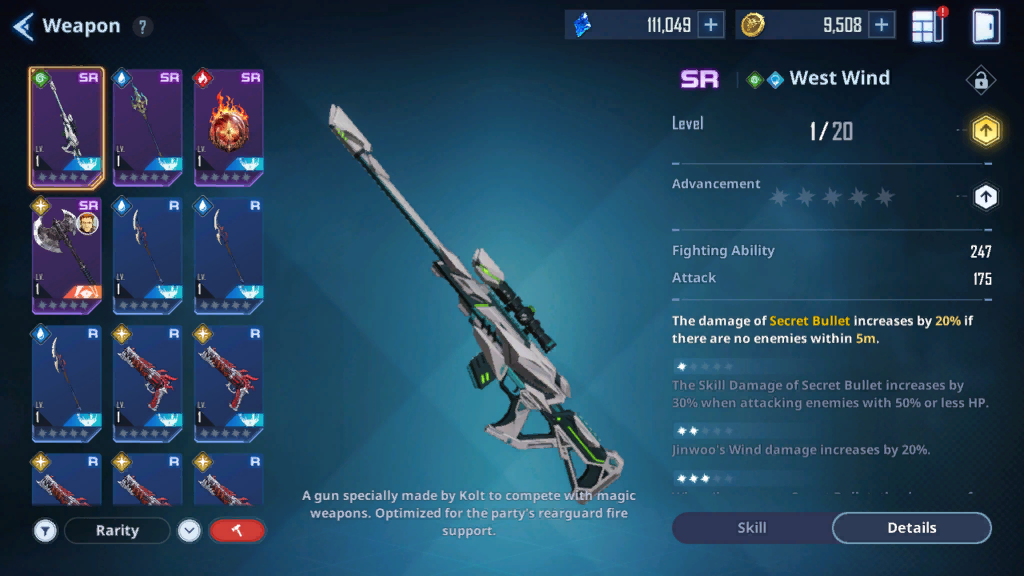 Weapon ?
111,049 +
9,508 +
!
SR
SR
SR
LV.
1
LV.
1
LV.
1
SR
R
R
LV.
1
LV.
1
LV.
1
R
R
R
LV.
1
LV.
1
LV.
1
R
R
R
Rarity
A gun specially made by Kolt to compete with magic
weapons. Optimized for the party's rearguard fire
support.
SR West Wind
Level
1/20
Advancement
Fighting Ability 247
Attack 175
The damage of Secret Bullet increases by 20% if
there are no enemies within 5m.
The Skill Damage of Secret Bullet increases by
30% when attacking enemies with 50% or less HP.
Jinwoo's Wind damage increases by 20%.
Skill
Details